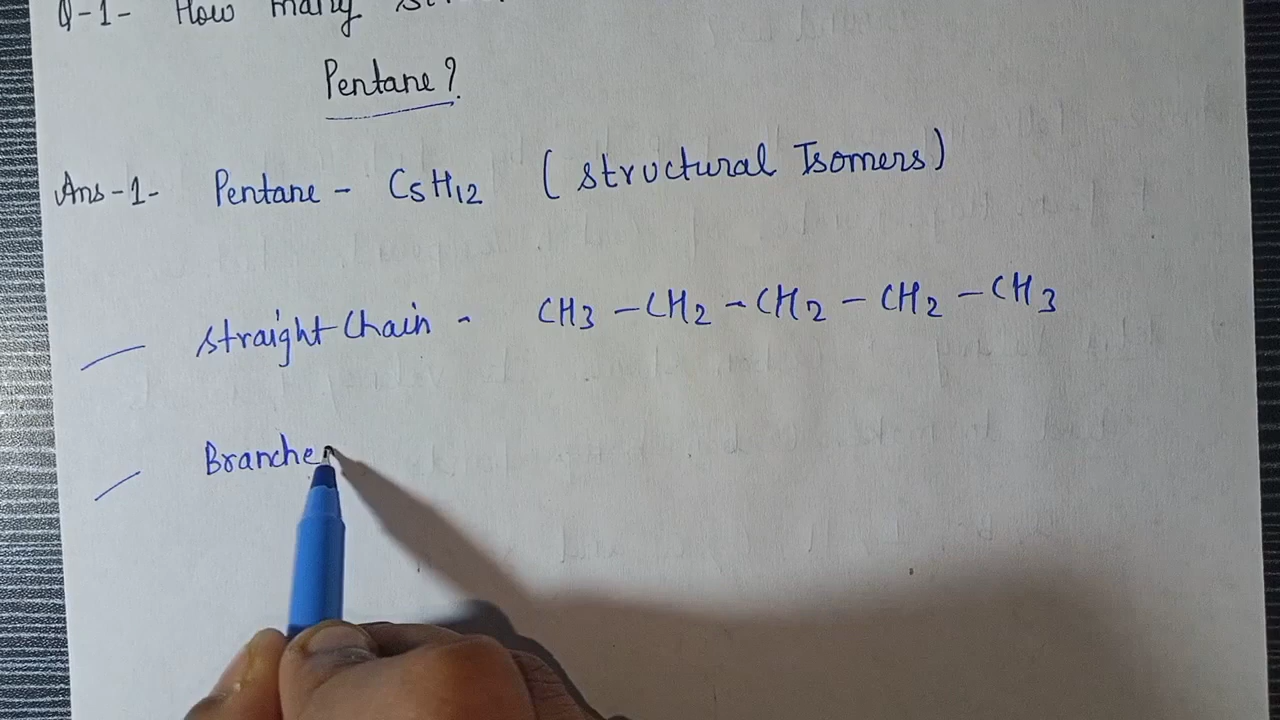 Q-1- How many
Pentane?
Ans-1- Pentane - C5H12 (Structural Isomers)
Straight Chain - CH3 - CH2 - CH2 - CH2 - CH3
Branche